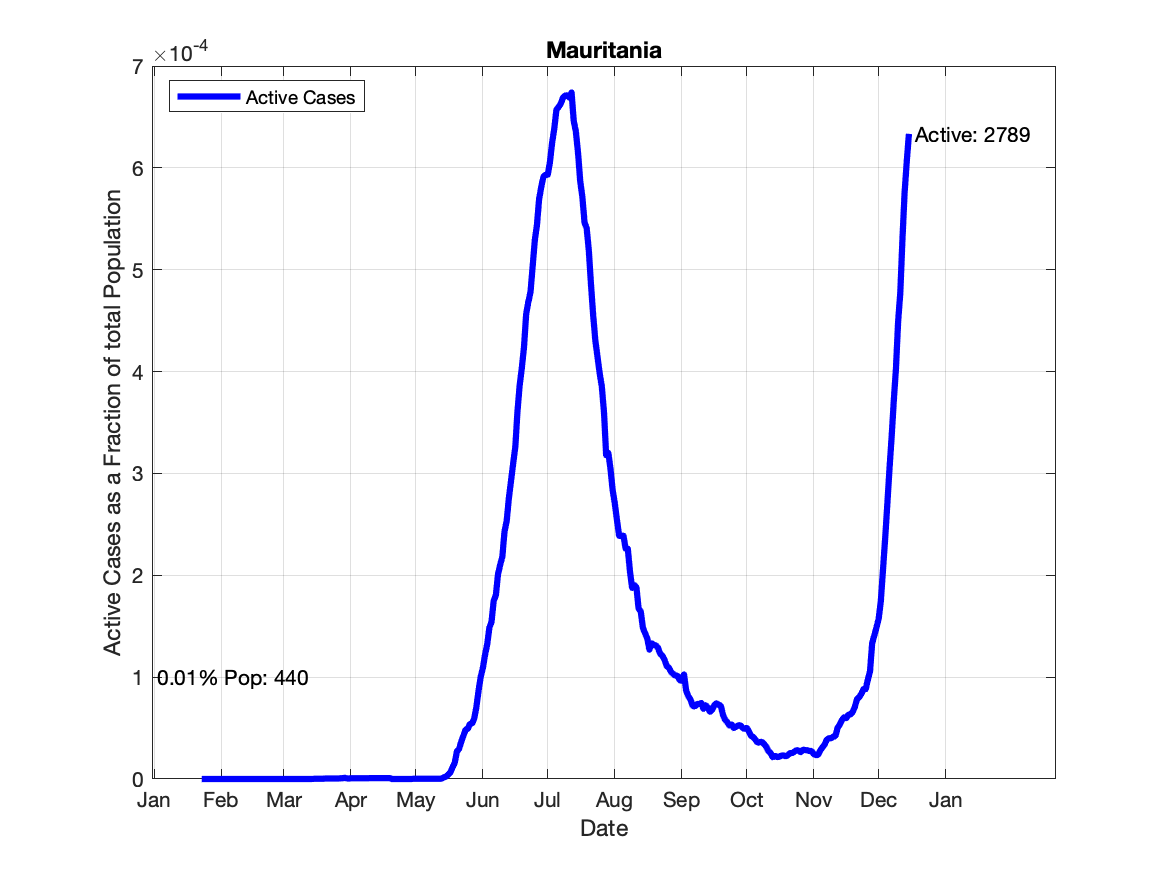 Mauritania
×10-4
7
Active Cases
Active: 2789
6
5
4
3
2
1
0.01% Pop: 440
0
Active Cases as a Fraction of total Population
Jan Feb Mar Apr May Jun Jul Aug Sep Oct Nov Dec Jan
Date